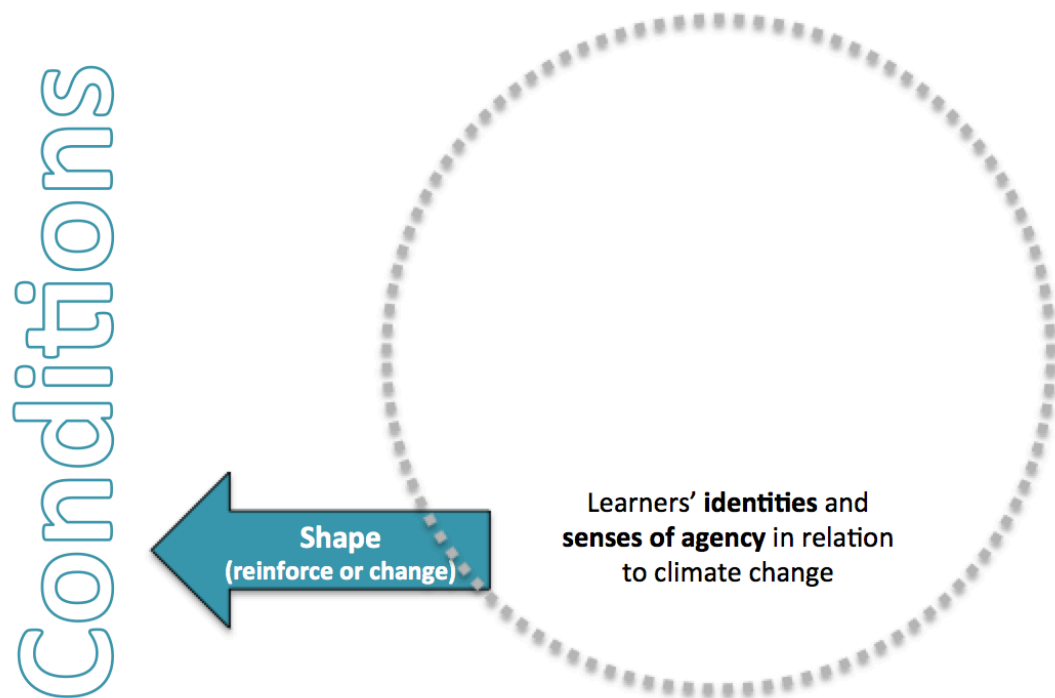 Conditions
Shape
(reinforce or change)
Learners’ identities and
senses of agency in relation
to climate change